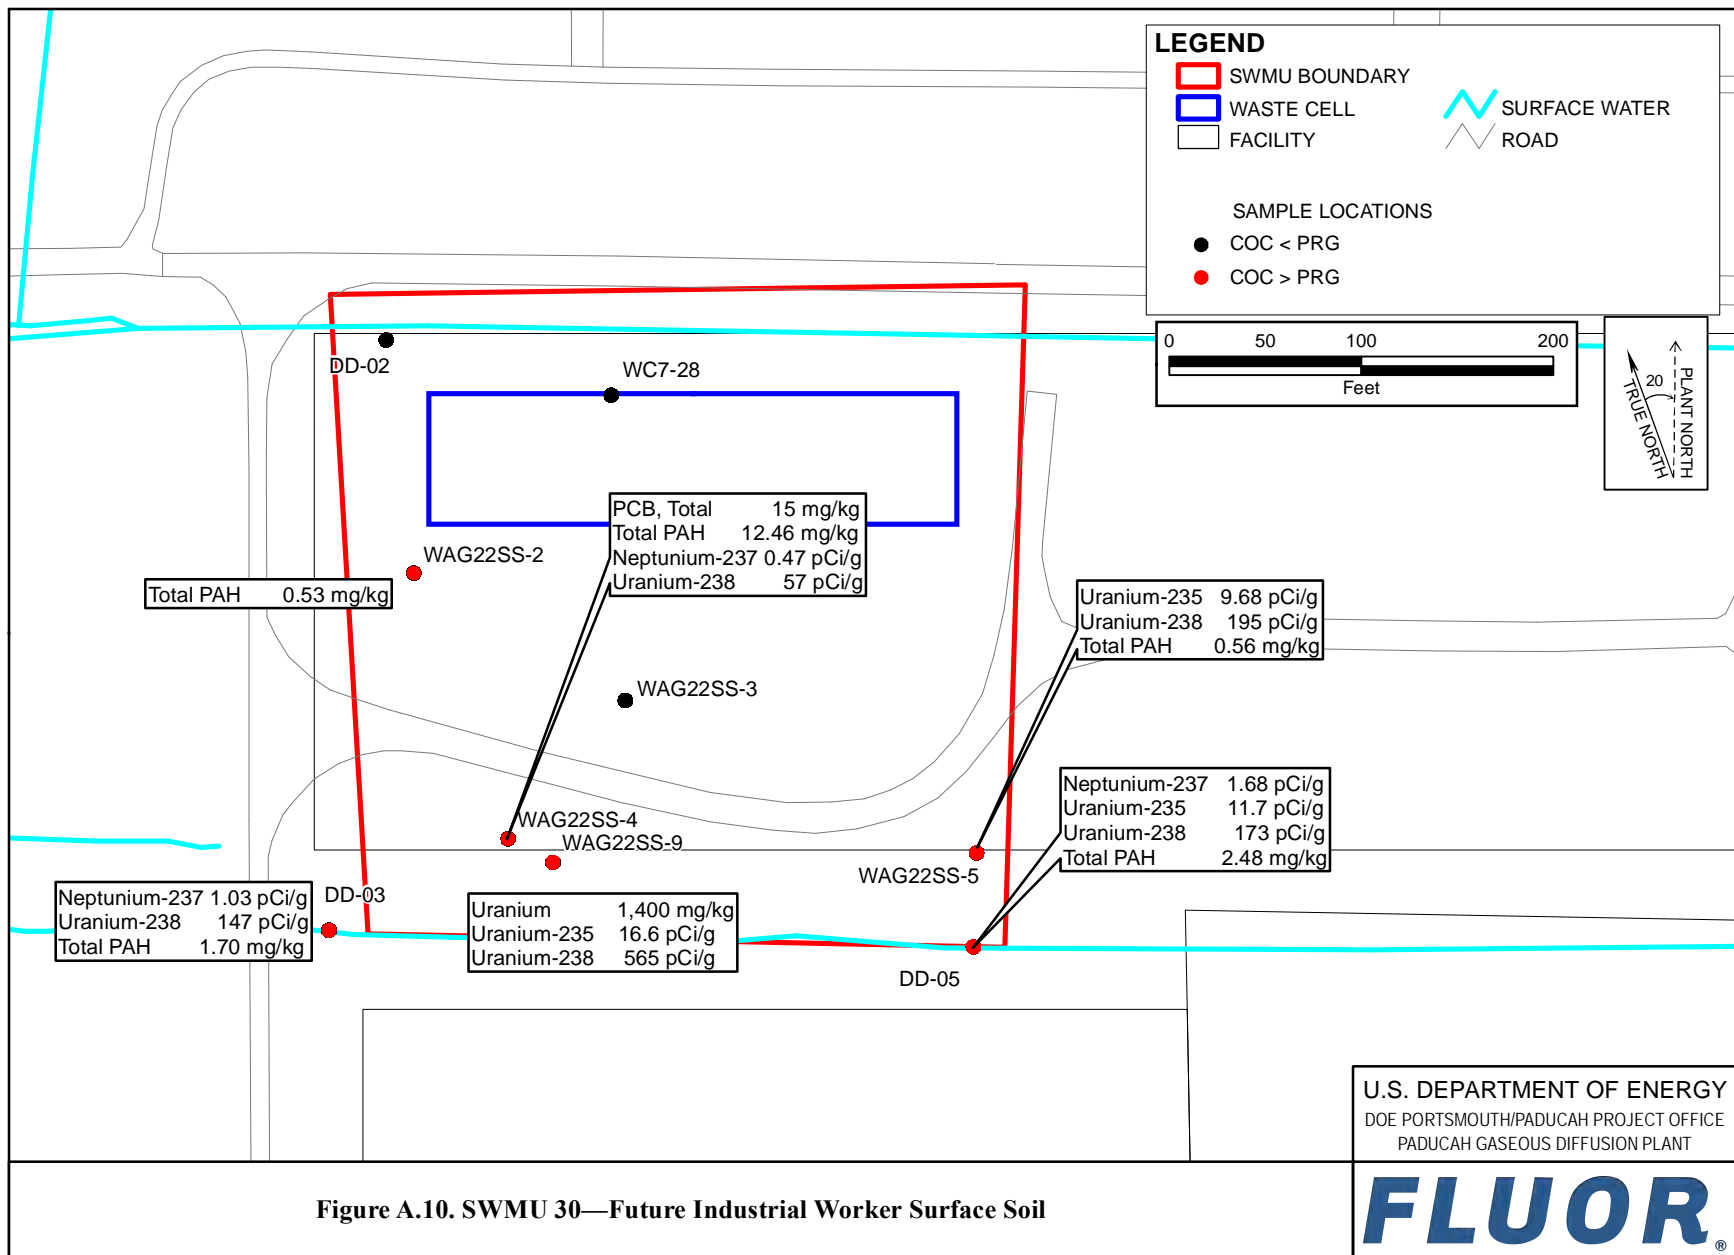 LEGEND
SWMU BOUNDARY
WASTE CELL
FACILITY
SURFACE WATER
ROAD
SAMPLE LOCATIONS
COC < PRG
COC > PRG
0 50 100 200
Feet
20
TRUE NORTH
PLANT NORTH
DD-02
WC7-28
PCB, Total 15 mg/kg
Total PAH 12.46 mg/kg
Neptunium-237 0.47 pCi/g
Uranium-238 57 pCi/g
WAG22SS-2
Total PAH 0.53 mg/kg
Uranium-235 9.68 pCi/g
Uranium-238 195 pCi/g
Total PAH 0.56 mg/kg
WAG22SS-3
Neptunium-237 1.68 pCi/g
Uranium-235 11.7 pCi/g
Uranium-238 173 pCi/g
Total PAH 2.48 mg/kg
WAG22SS-4
WAG22SS-9
WAG22SS-5
DD-03
Neptunium-237 1.03 pCi/g
Uranium-238 147 pCi/g
Total PAH 1.70 mg/kg
Uranium 1,400 mg/kg
Uranium-235 16.6 pCi/g
Uranium-238 565 pCi/g
DD-05
U.S. DEPARTMENT OF ENERGY
DOE PORTSMOUTH/PADUCAH PROJECT OFFICE
PADUCAH GASEOUS DIFFUSION PLANT
FLUOR®
Figure A.10. SWMU 30—Future Industrial Worker Surface Soil